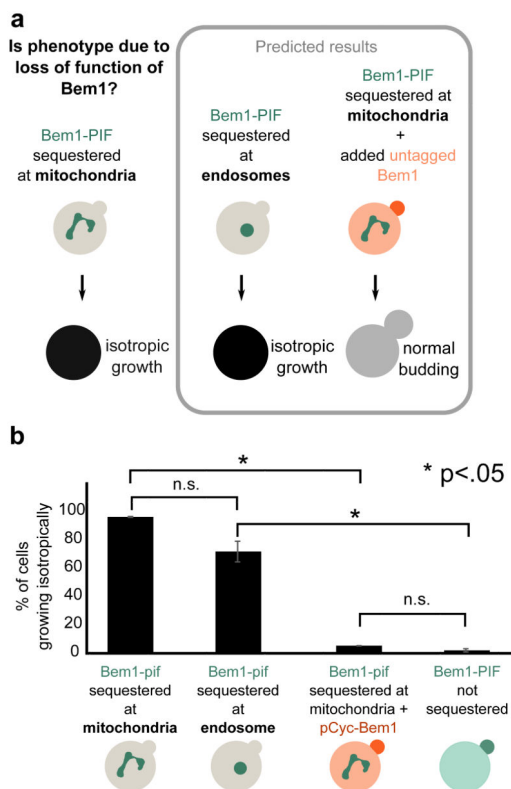 a
Is phenotype due to
loss of function of
Bem1?
Bem1-PIF
sequestered
at mitochondria
isotropic
growth
Predicted results
Bem1-PIF
sequestered
at
endosomes
isotropic
growth
Bem1-PIF
sequestered at
mitochondria
+
added untagged
Bem1
normal
budding
b
* p<.05
*
n.s.
*
n.s.
% of cells
growing isotropically
100
80
60
40
20
0
Bem1-pif
sequestered
at
mitochondria
Bem1-pif
sequestered
at
endosome
Bem1-pif
sequestered at
mitochondria +
pCyc-Bem1
Bem1-PIF
not
sequestered